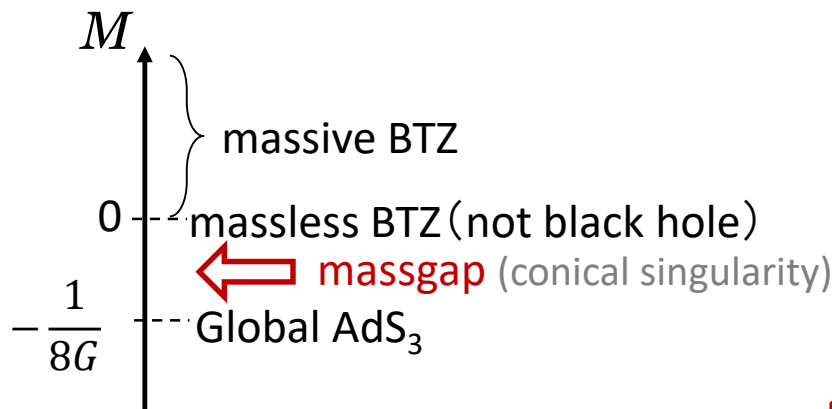 M
massive BTZ
0 massless BTZ（not black hole）
massgap (conical singularity)
−1/8G Global AdS₃